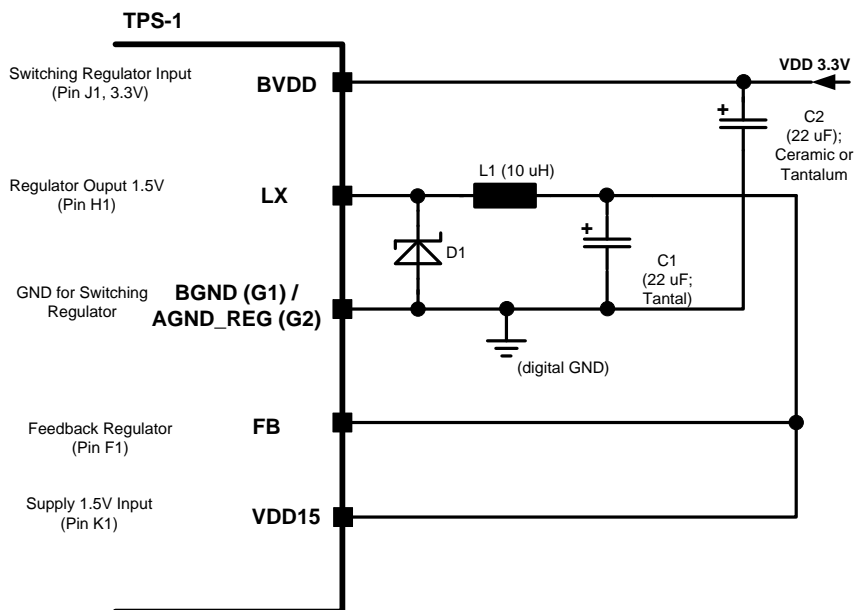 TPS-1
Switching Regulator Input
(Pin J1, 3.3V)
BVDD
VDD 3.3V
+
C2
(22 uF);
Ceramic or
Tantalum
Regulator Ouput 1.5V
(Pin H1)
LX
L1 (10 uH)
D1
+
C1
(22 uF;
Tantal)
GND for Switching
Regulator
BGND (G1) /
AGND_REG (G2)
(digital GND)
Feedback Regulator
(Pin F1)
FB
Supply 1.5V Input
(Pin K1)
VDD15